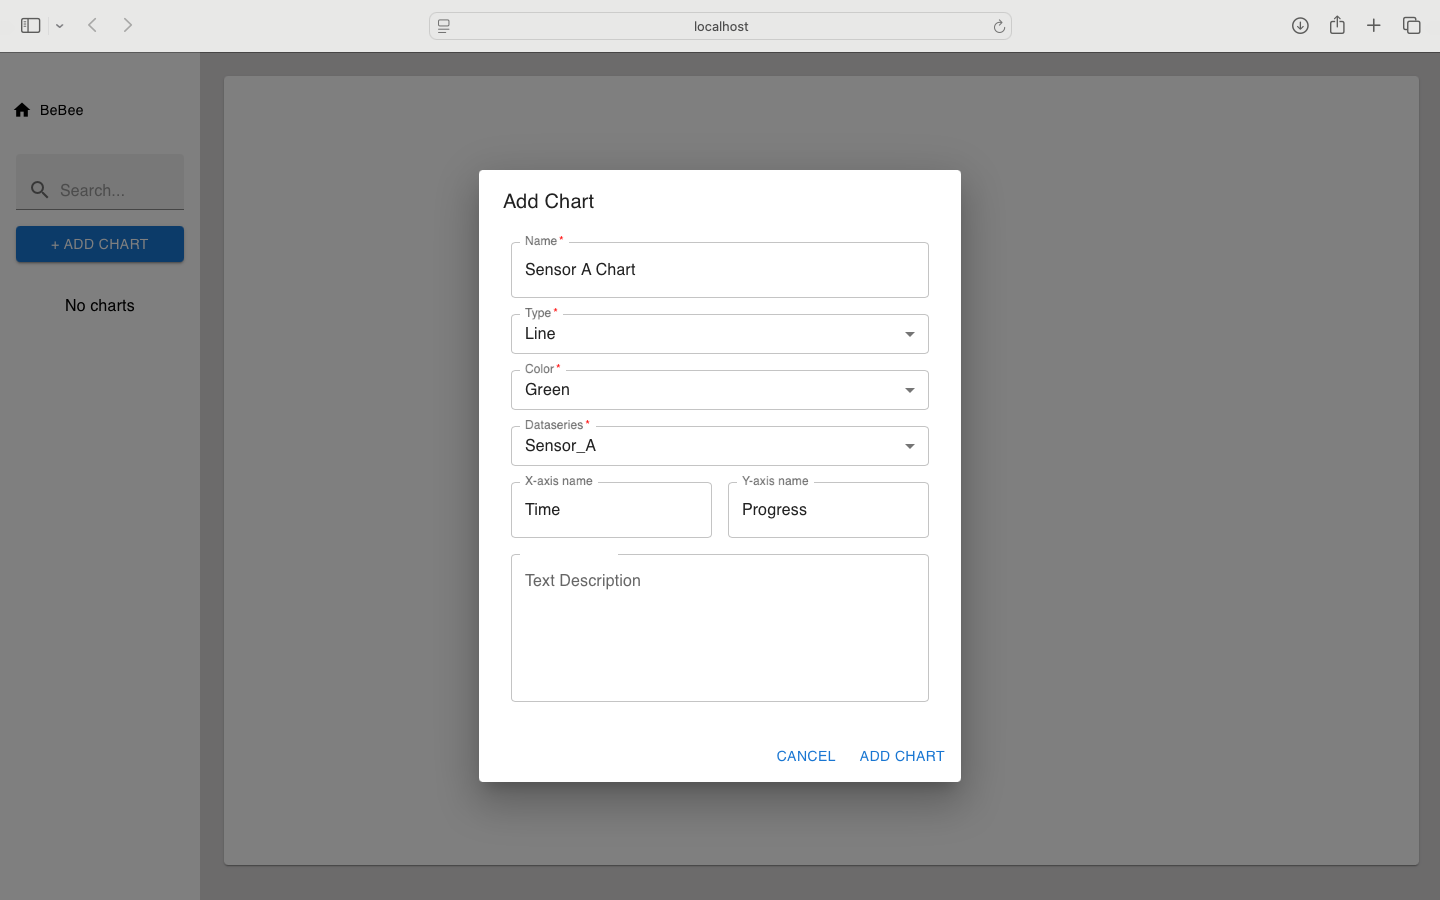 localhost
BeBee
Search...
+ ADD CHART
No charts
Add Chart
Name *
Sensor A Chart
Type *
Line
Color *
Green
Dataseries *
Sensor_A
X-axis name
Time
Y-axis name
Progress
Text Description
CANCEL
ADD CHART